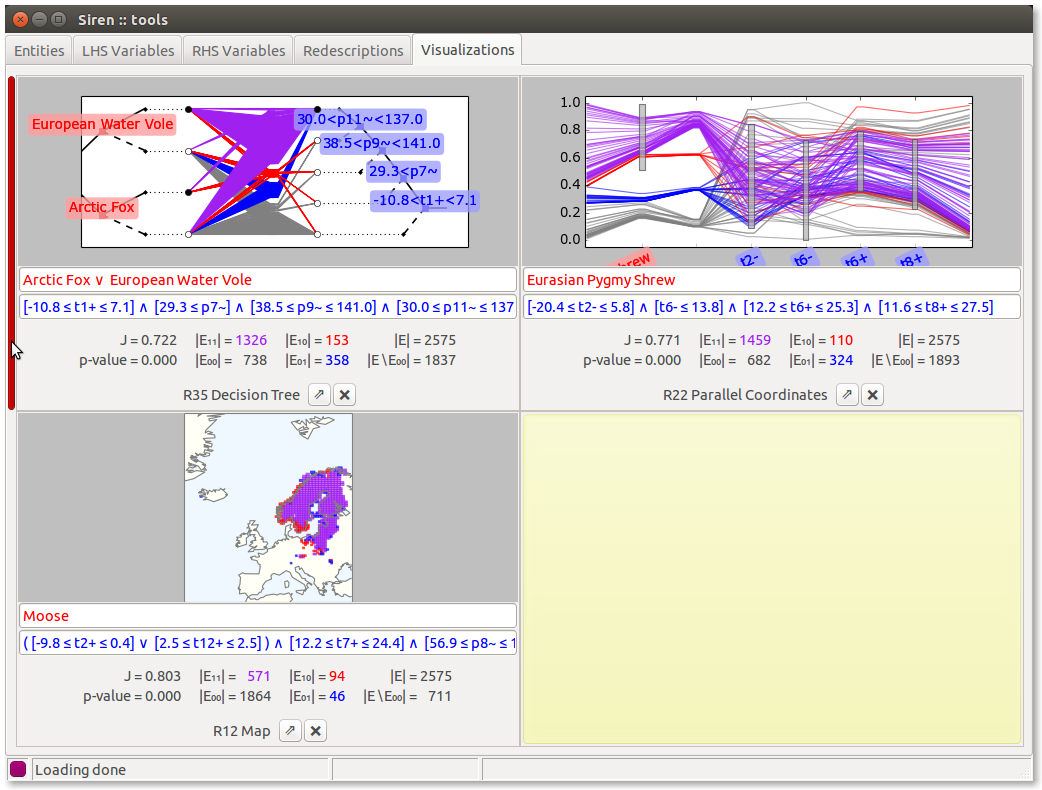 Siren :: tools
Entities LHS Variables RHS Variables Redescriptions Visualizations
European Water Vole
Arctic Fox
30.0<p11~<137.0
38.5<p9~<141.0
29.3<p7~
-10.8<t1+<7.1
Arctic Fox ∨ European Water Vole
[-10.8 ≤ t1+ ≤ 7.1] ∧ [29.3 ≤ p7~] ∧ [38.5 ≤ p9~ ≤ 141.0] ∧ [30.0 ≤ p11~ ≤ 137
J = 0.722 |E₁₁| = 1326 |E₁₀| = 153 |E| = 2575
p-value = 0.000 |E₀₀| = 738 |E₀₁| = 358 |E∖E₀₀| = 1837
R35 Decision Tree
1.0
0.8
0.6
0.4
0.2
0.0
t2- t6- t6+ t8+
Eurasian Pygmy Shrew
[-20.4 ≤ t2- ≤ 5.8] ∧ [t6- ≤ 13.8] ∧ [12.2 ≤ t6+ ≤ 25.3] ∧ [11.6 ≤ t8+ ≤ 27.5]
J = 0.771 |E₁₁| = 1459 |E₁₀| = 110 |E| = 2575
p-value = 0.000 |E₀₀| = 682 |E₀₁| = 324 |E∖E₀₀| = 1893
R22 Parallel Coordinates
Moose
( [-9.8 ≤ t2+ ≤ 0.4] ∨ [2.5 ≤ t12+ ≤ 2.5] ) ∧ [12.2 ≤ t7+ ≤ 24.4] ∧ [56.9 ≤ p8~ ≤ 1
J = 0.803 |E₁₁| = 571 |E₁₀| = 94 |E| = 2575
p-value = 0.000 |E₀₀| = 1864 |E₀₁| = 46 |E∖E₀₀| = 711
R12 Map
Loading done